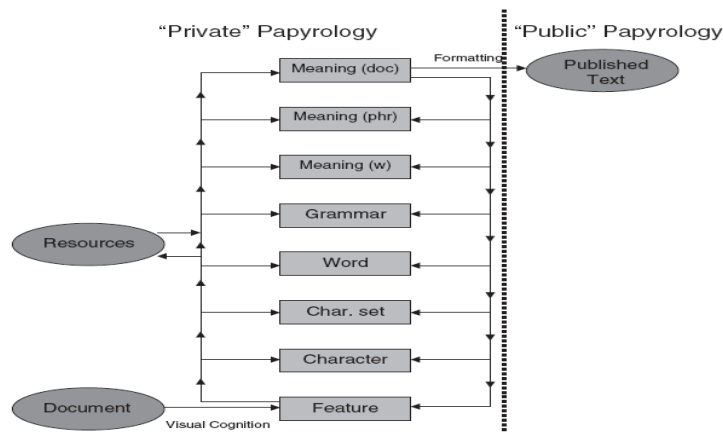 “Private” Papyrology
“Public” Papyrology
Formatting
Meaning (doc)
Published
Text
Meaning (phr)
Meaning (w)
Grammar
Resources
Word
Char. set
Character
Document
Feature
Visual Cognition